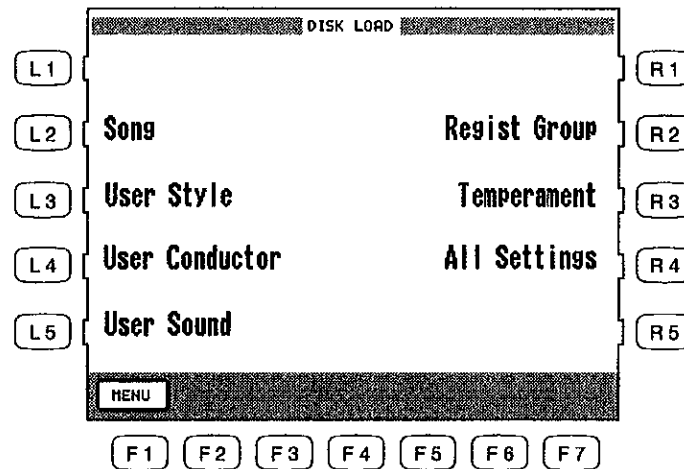 DISK LOAD
L1 R1
L2 Song Regist Group R2
L3 User Style Temperament R3
L4 User Conductor All Settings R4
L5 User Sound R5
MENU
F1 F2 F3 F4 F5 F6 F7